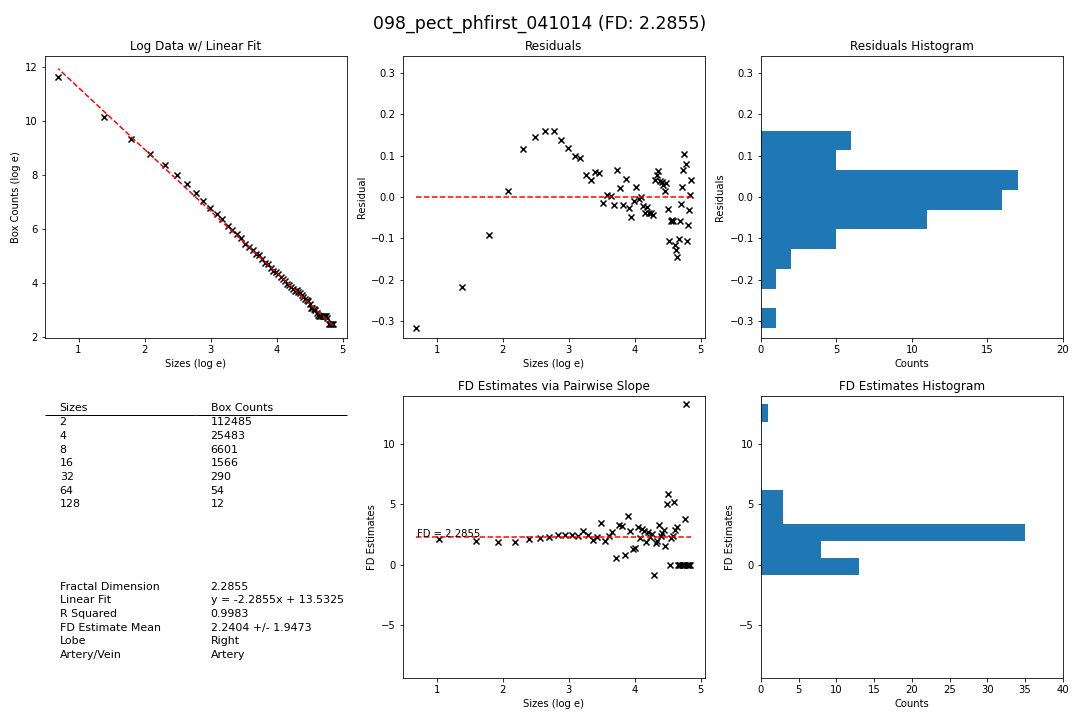 098_pect_phfirst_041014 (FD: 2.2855)
Log Data w/ Linear Fit
Box Counts (log e)
12
10
8
6
4
2
1 2 3 4 5
Sizes (log e)
Residuals
Residual
0.3
0.2
0.1
0.0
−0.1
−0.2
−0.3
1 2 3 4 5
Sizes (log e)
Residuals Histogram
Residuals
0.3
0.2
0.1
0.0
−0.1
−0.2
−0.3
0 5 10 15 20
Counts
Sizes Box Counts
2 112485
4 25483
8 6601
16 1566
32 290
64 54
128 12
Fractal Dimension 2.2855
Linear Fit y = -2.2855x + 13.5325
R Squared 0.9983
FD Estimate Mean 2.2404 +/- 1.9473
Lobe Right
Artery/Vein Artery
FD Estimates via Pairwise Slope
FD Estimates
10
5
0
−5
FD = 2.2855
1 2 3 4 5
Sizes (log e)
FD Estimates Histogram
FD Estimates
10
5
0
−5
0 5 10 15 20 25 30 35 40
Counts